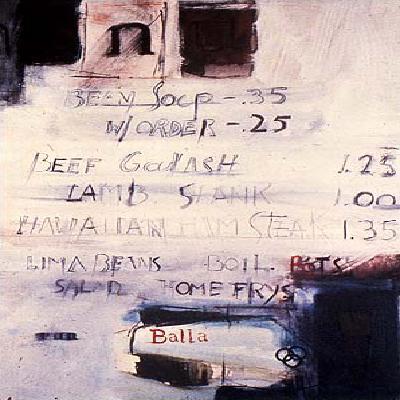 n
BEEN Soup -.35
W/ ORDER -.25
BEEF GOULASH 1.25
LAMB SHANK 1.00
HAWAIIAN HAM STEAK 1.35
LIMA BEANS BOIL. POTS
SALAD HOME FRYS
Balla